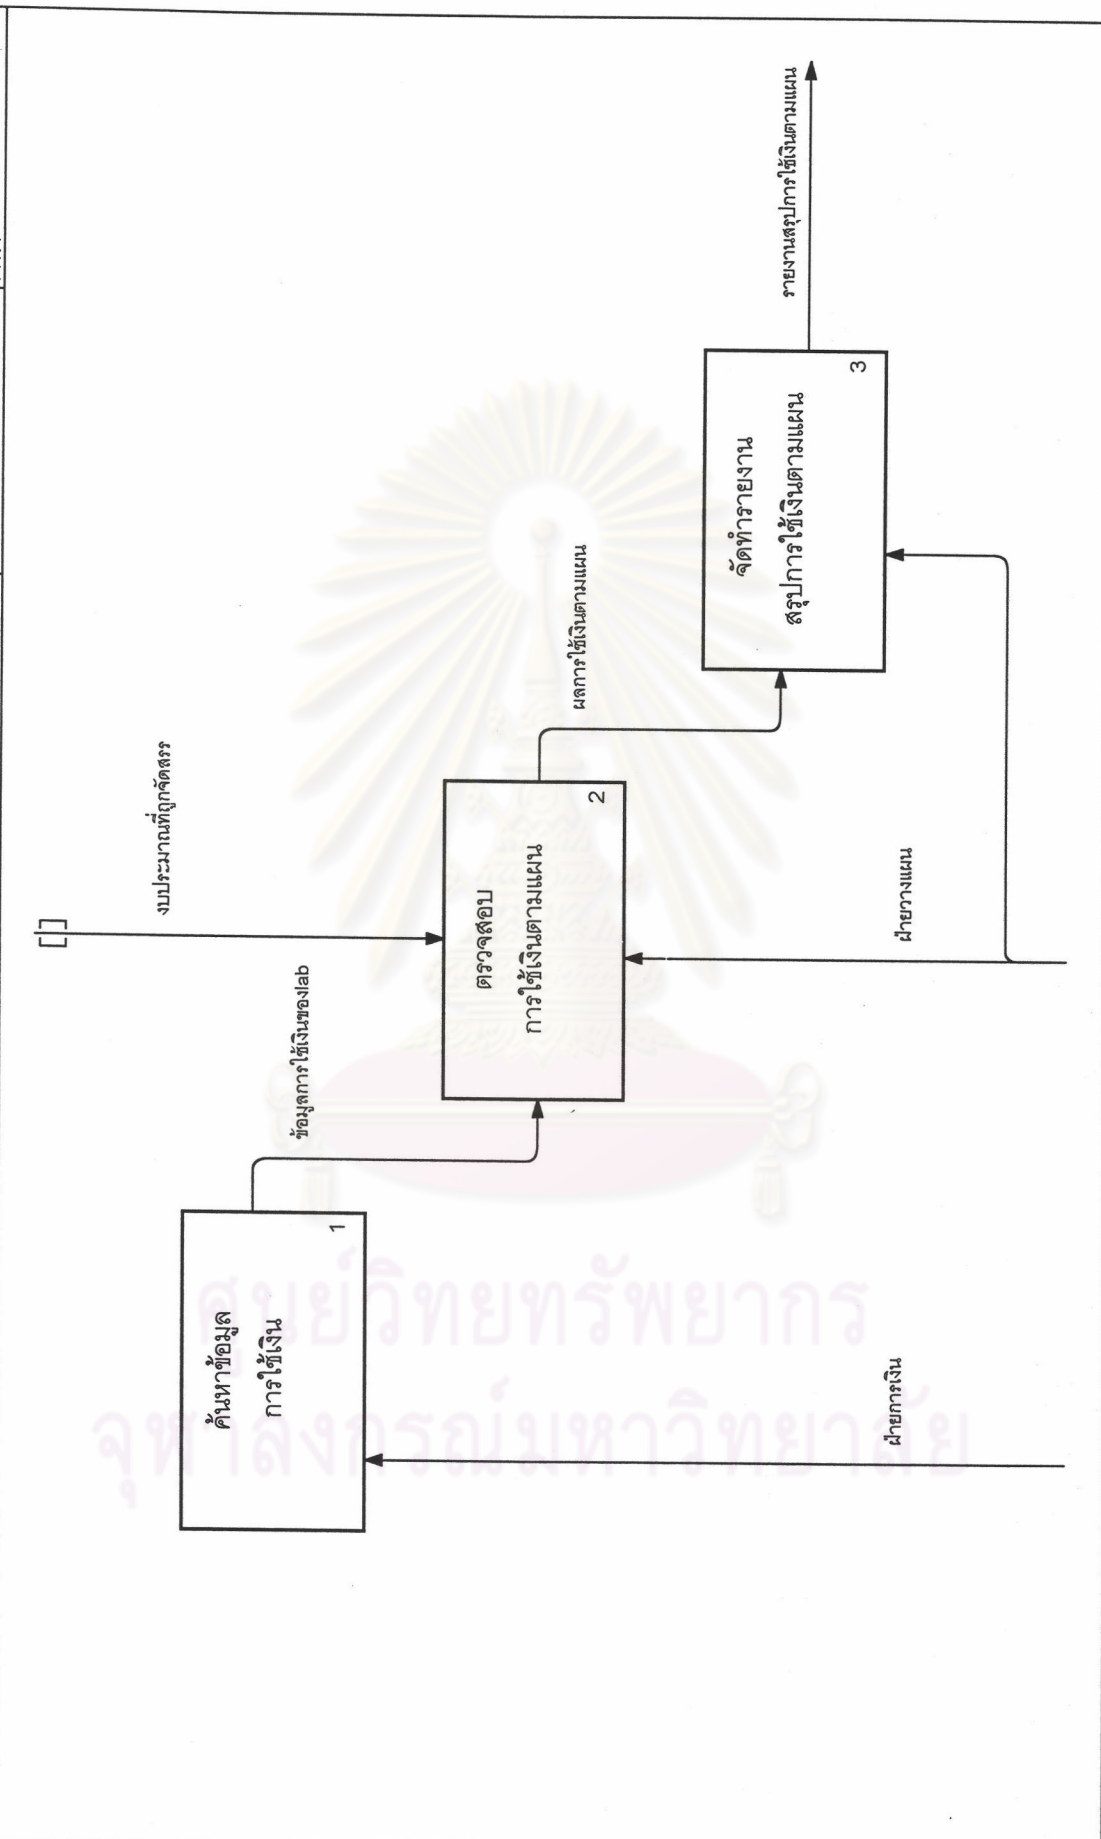 ค้นหาข้อมูล
การใช้เงิน
1
ข้อมูลการใช้เงินของlab
งบประมาณที่ถูกจัดสรร
ตรวจสอบ
การใช้เงินตามแผน
2
ผลการใช้เงินตามแผน
จัดทำรายงาน
สรุปการใช้เงินตามแผน
3
รายงานสรุปการใช้เงินตามแผน
ฝ่ายการเงิน
ฝ่ายวางแผน
ศูนย์วิทยทรัพยากร
จุฬาลงกรณ์มหาวิทยาลัย